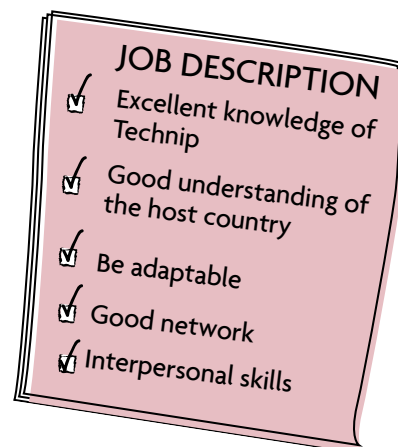 JOB DESCRIPTION
Excellent knowledge of
Technip
Good understanding of
the host country
Be adaptable
Good network
Interpersonal skills